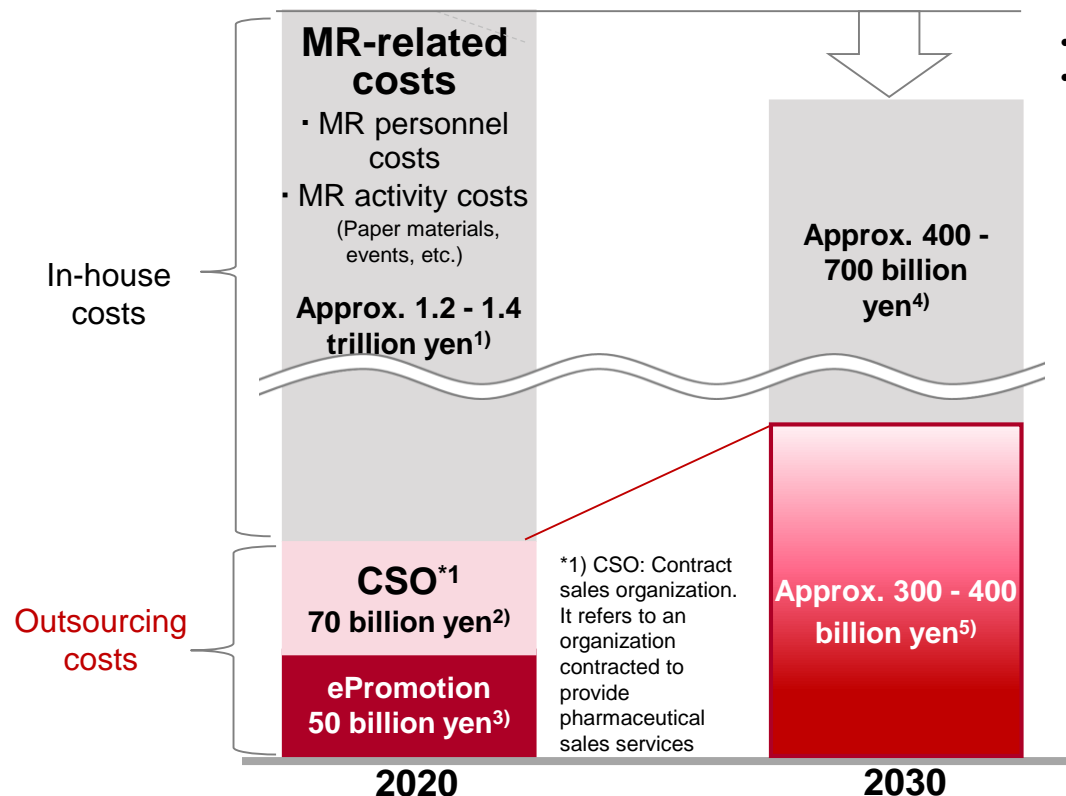 MR-related
costs
・MR personnel
costs
・MR activity costs
(Paper materials,
events, etc.)
Approx. 1.2 - 1.4
trillion yen1)
In-house
costs
Approx. 400 -
700 billion
yen4)
CSO*1
70 billion yen2)
Outsourcing
costs
ePromotion
50 billion yen3)
*1) CSO: Contract
sales organization.
It refers to an
organization
contracted to
provide
pharmaceutical
sales services
Approx. 300 - 400
billion yen5)
2020
2030